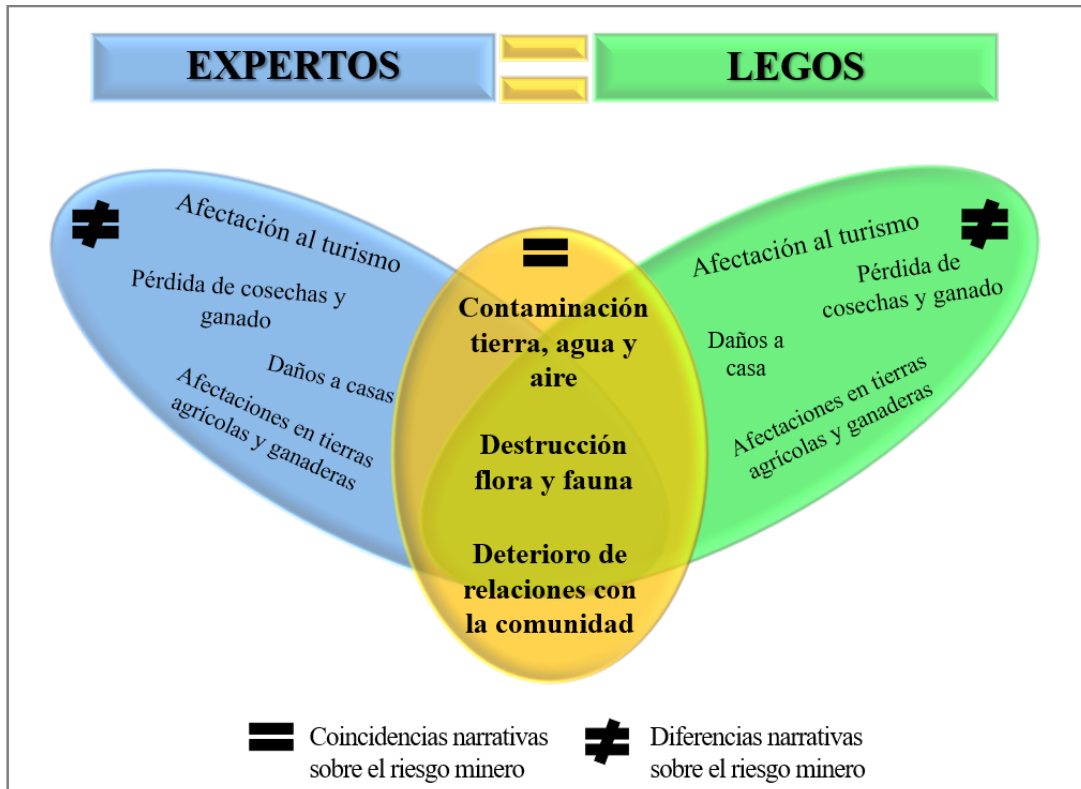 EXPERTOS
=
LEGOS
≠
Afectación al turismo
Pérdida de cosechas y
ganado
Daños a casas
Afectaciones en tierras
agrícolas y ganaderas
=
Contaminación
tierra, agua y
aire
Destrucción
flora y fauna
Deterioro de
relaciones con
la comunidad
≠
Afectación al turismo
Pérdida de
cosechas y ganado
Daños a
casa
Afectaciones en tierras
agrícolas y ganaderas
= Coincidencias narrativas
sobre el riesgo minero
≠ Diferencias narrativas
sobre el riesgo minero